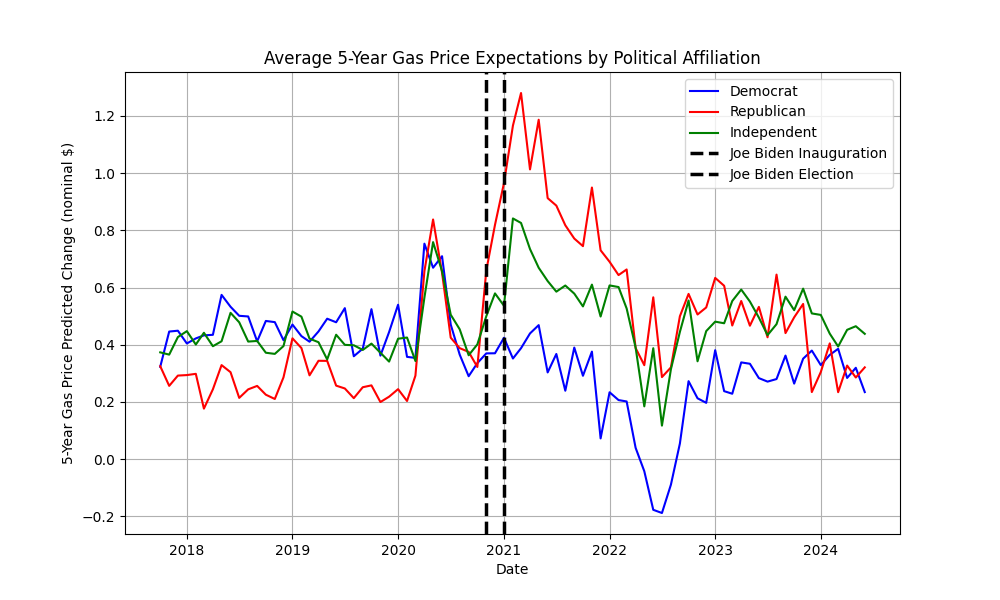 Average 5-Year Gas Price Expectations by Political Affiliation
5-Year Gas Price Predicted Change (nominal $)
1.2
1.0
0.8
0.6
0.4
0.2
0.0
−0.2
Democrat
Republican
Independent
Joe Biden Inauguration
Joe Biden Election
2018 2019 2020 2021 2022 2023 2024
Date